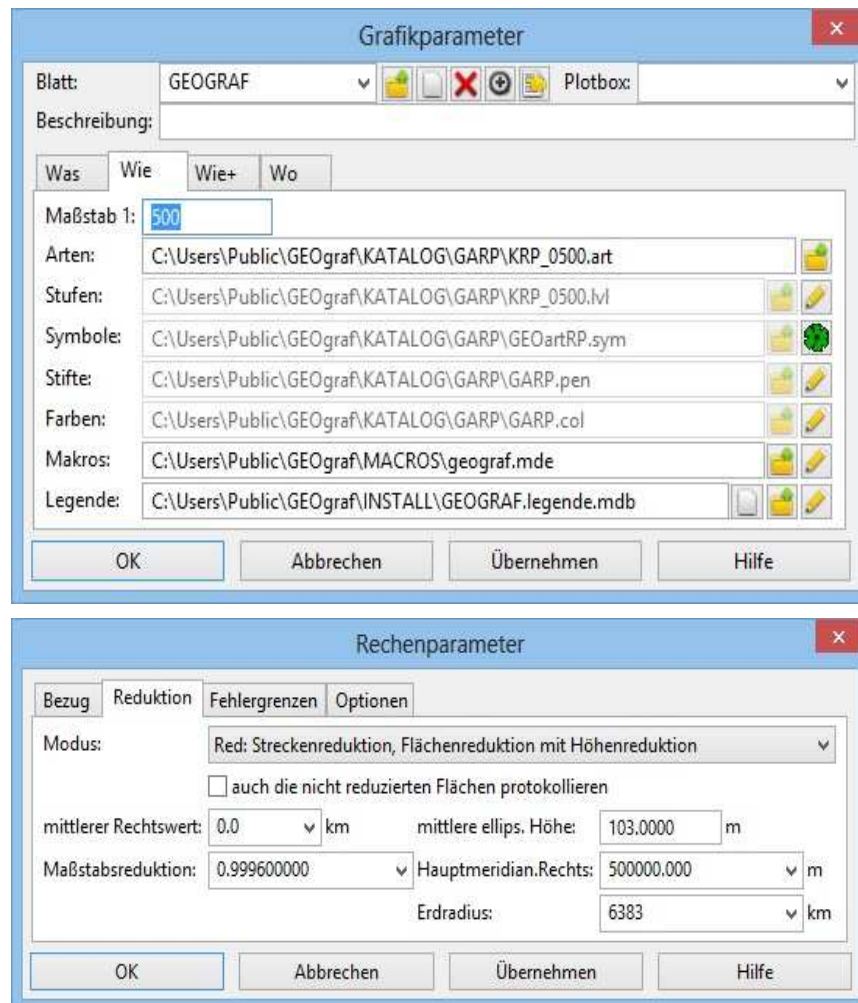 Grafikparameter
Blatt: GEOGRAF Plotbox:
Beschreibung:
Was Wie Wie+ Wo
Maßstab 1: 500
Arten: C:\Users\Public\GEOgraf\KATALOG\GARP\KRP_0500.art
Stufen: C:\Users\Public\GEOgraf\KATALOG\GARP\KRP_0500.lvl
Symbole: C:\Users\Public\GEOgraf\KATALOG\GARP\GEOartRP.sym
Stifte: C:\Users\Public\GEOgraf\KATALOG\GARP\GARP.pen
Farben: C:\Users\Public\GEOgraf\KATALOG\GARP\GARP.col
Makros: C:\Users\Public\GEOgraf\MACROS\geograf.mde
Legende: C:\Users\Public\GEOgraf\INSTALL\GEOGRAF.legende.mdb
OK Abbrechen Übernehmen Hilfe
Rechenparameter
Bezug Reduktion Fehlergrenzen Optionen
Modus: Red: Streckenreduktion, Flächenreduktion mit Höhenreduktion
auch die nicht reduzierten Flächen protokollieren
mittlerer Rechtswert: 0.0 km mittlere ellips. Höhe: 103.0000 m
Maßstabsreduktion: 0.999600000 Hauptmeridian.Rechts: 500000.000 m
Erdradius: 6383 km
OK Abbrechen Übernehmen Hilfe